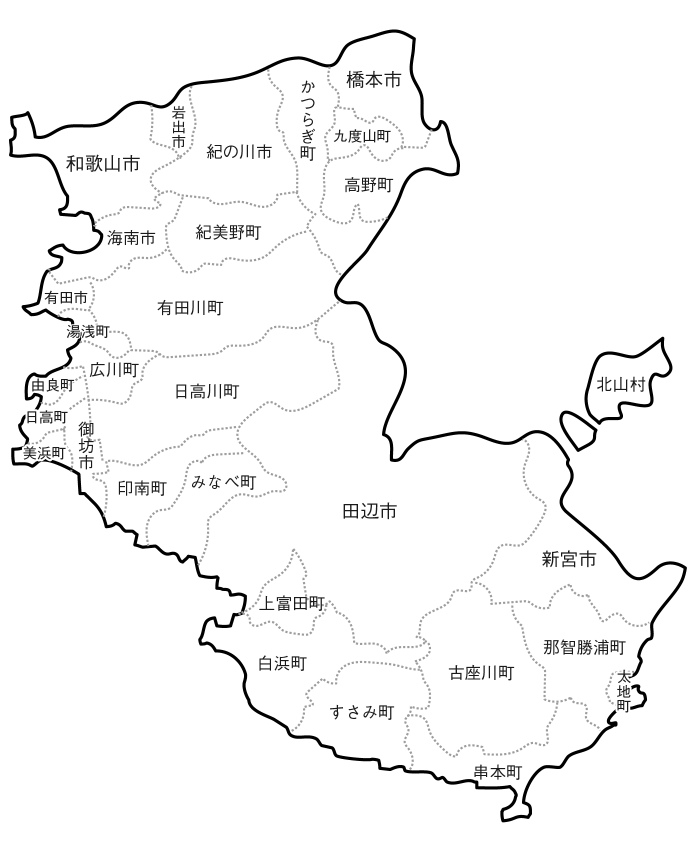 橋本市
かつらぎ町
岩出市
九度山町
紀の川市
和歌山市
高野町
紀美野町
海南市
有田市
有田川町
湯浅町
広川町
由良町
北山村
日高川町
日高町
御坊市
美浜町
みなべ町
印南町
田辺市
新宮市
上富田町
那智勝浦町
白浜町
古座川町
太地町
すさみ町
串本町